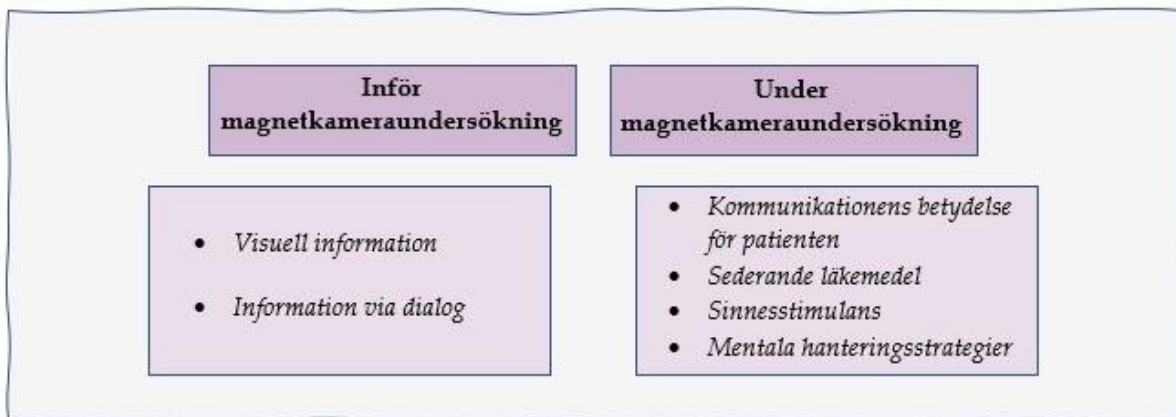 Inför
magnetkameraundersökning
Under
magnetkameraundersökning
• Visuell information
• Information via dialog
• Kommunikationens betydelse
för patienten
• Sederande läkemedel
• Sinnesstimulans
• Mentala hanteringsstrategier